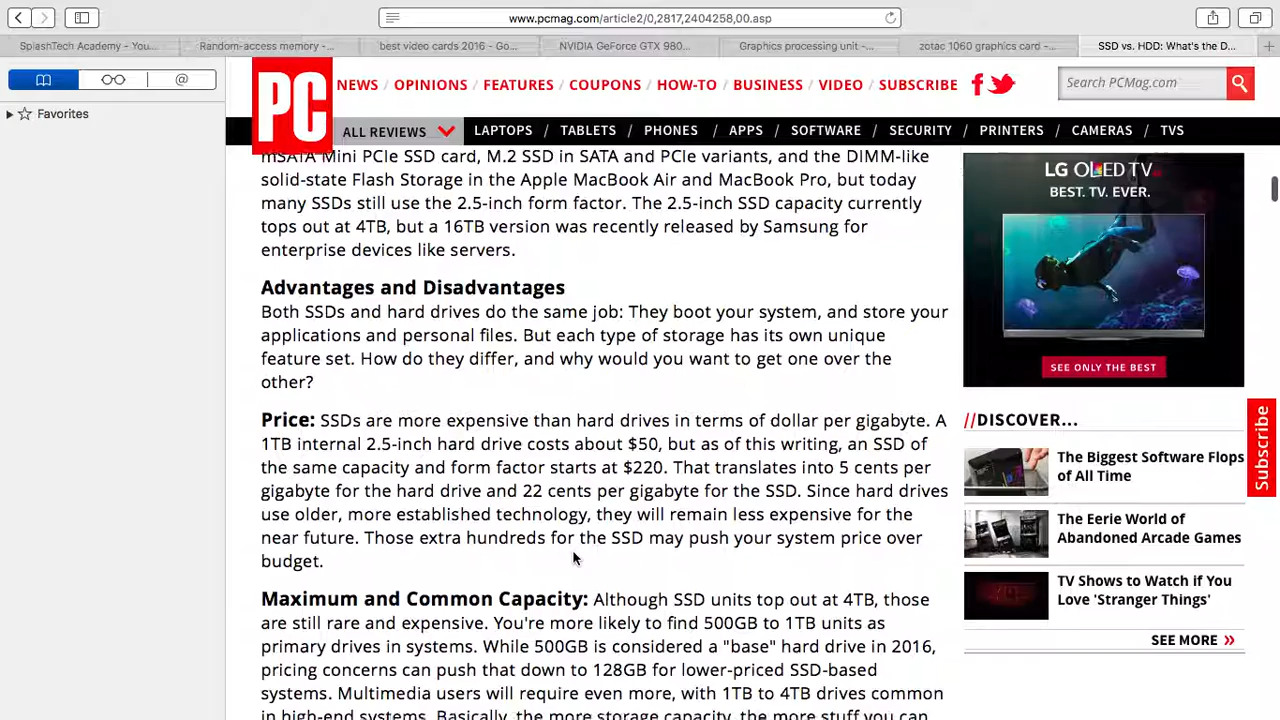 www.pcmag.com/article2/0,2817,2404258,00.asp
SplashTech Academy - You...
Random-access memory -...
best video cards 2016 - Go...
NVIDIA GeForce GTX 980...
Graphics processing unit -...
zotac 1060 graphics card -...
SSD vs. HDD: What's the D...
@
Favorites
PC
NEWS / OPINIONS / FEATURES / COUPONS / HOW-TO / BUSINESS / VIDEO / SUBSCRIBE
Search PCMag.com
ALL REVIEWS
LAPTOPS / TABLETS / PHONES / APPS / SOFTWARE / SECURITY / PRINTERS / CAMERAS / TVS
mSATA Mini PCIe SSD card, M.2 SSD in SATA and PCIe variants, and the DIMM-like
solid-state Flash Storage in the Apple MacBook Air and MacBook Pro, but today
many SSDs still use the 2.5-inch form factor. The 2.5-inch SSD capacity currently
tops out at 4TB, but a 16TB version was recently released by Samsung for
enterprise devices like servers.
Advantages and Disadvantages
Both SSDs and hard drives do the same job: They boot your system, and store your
applications and personal files. But each type of storage has its own unique
feature set. How do they differ, and why would you want to get one over the
other?
Price: SSDs are more expensive than hard drives in terms of dollar per gigabyte. A
1TB internal 2.5-inch hard drive costs about $50, but as of this writing, an SSD of
the same capacity and form factor starts at $220. That translates into 5 cents per
gigabyte for the hard drive and 22 cents per gigabyte for the SSD. Since hard drives
use older, more established technology, they will remain less expensive for the
near future. Those extra hundreds for the SSD may push your system price over
budget.
Maximum and Common Capacity: Although SSD units top out at 4TB, those
are still rare and expensive. You're more likely to find 500GB to 1TB units as
primary drives in systems. While 500GB is considered a "base" hard drive in 2016,
pricing concerns can push that down to 128GB for lower-priced SSD-based
systems. Multimedia users will require even more, with 1TB to 4TB drives common
in high-end systems. Basically, the more storage capacity, the more stuff you can
LG OLED TV
BEST. TV. EVER.
SEE ONLY THE BEST
//DISCOVER...
The Biggest Software Flops
of All Time
The Eerie World of
Abandoned Arcade Games
TV Shows to Watch if You
Love 'Stranger Things'
SEE MORE »
Subscribe